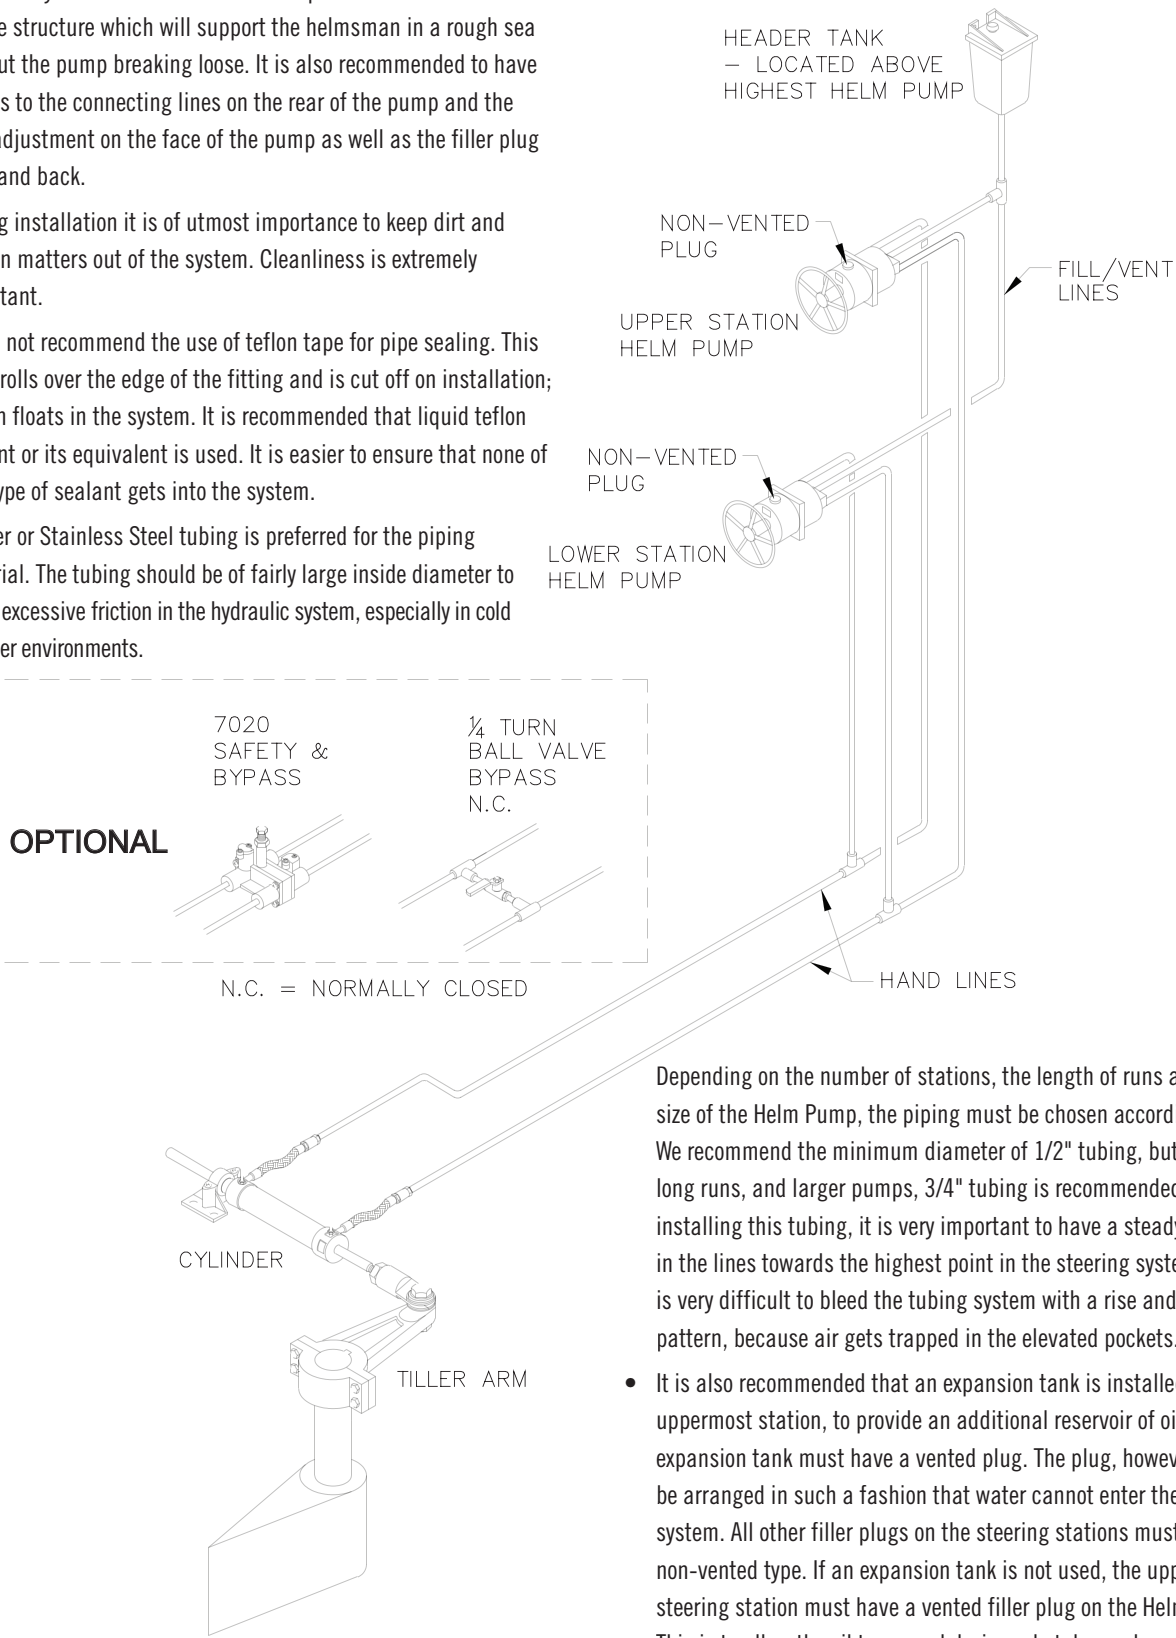 e structure which will support the helmsman in a rough sea
ut the pump breaking loose. It is also recommended to have
s to the connecting lines on the rear of the pump and the
adjustment on the face of the pump as well as the filler plug
and back.
g installation it is of utmost importance to keep dirt and
n matters out of the system. Cleanliness is extremely
tant.
not recommend the use of teflon tape for pipe sealing. This
rolls over the edge of the fitting and is cut off on installation;
n floats in the system. It is recommended that liquid teflon
nt or its equivalent is used. It is easier to ensure that none of
ype of sealant gets into the system.
er or Stainless Steel tubing is preferred for the piping
rial. The tubing should be of fairly large inside diameter to
excessive friction in the hydraulic system, especially in cold
er environments.
HEADER TANK
– LOCATED ABOVE
HIGHEST HELM PUMP
NON–VENTED
PLUG
FILL/VENT
LINES
UPPER STATION
HELM PUMP
NON–VENTED
PLUG
LOWER STATION
HELM PUMP
7020
SAFETY &
BYPASS
¼ TURN
BALL VALVE
BYPASS
N.C.
OPTIONAL
N.C. = NORMALLY CLOSED
HAND LINES
CYLINDER
TILLER ARM
Depending on the number of stations, the length of runs a
size of the Helm Pump, the piping must be chosen accord
We recommend the minimum diameter of 1/2" tubing, but
long runs, and larger pumps, 3/4" tubing is recommended
installing this tubing, it is very important to have a steady
in the lines towards the highest point in the steering syste
is very difficult to bleed the tubing system with a rise and
pattern, because air gets trapped in the elevated pockets.
• It is also recommended that an expansion tank is installe
uppermost station, to provide an additional reservoir of oi
expansion tank must have a vented plug. The plug, howev
be arranged in such a fashion that water cannot enter the
system. All other filler plugs on the steering stations must
non-vented type. If an expansion tank is not used, the upp
steering station must have a vented filler plug on the Helm